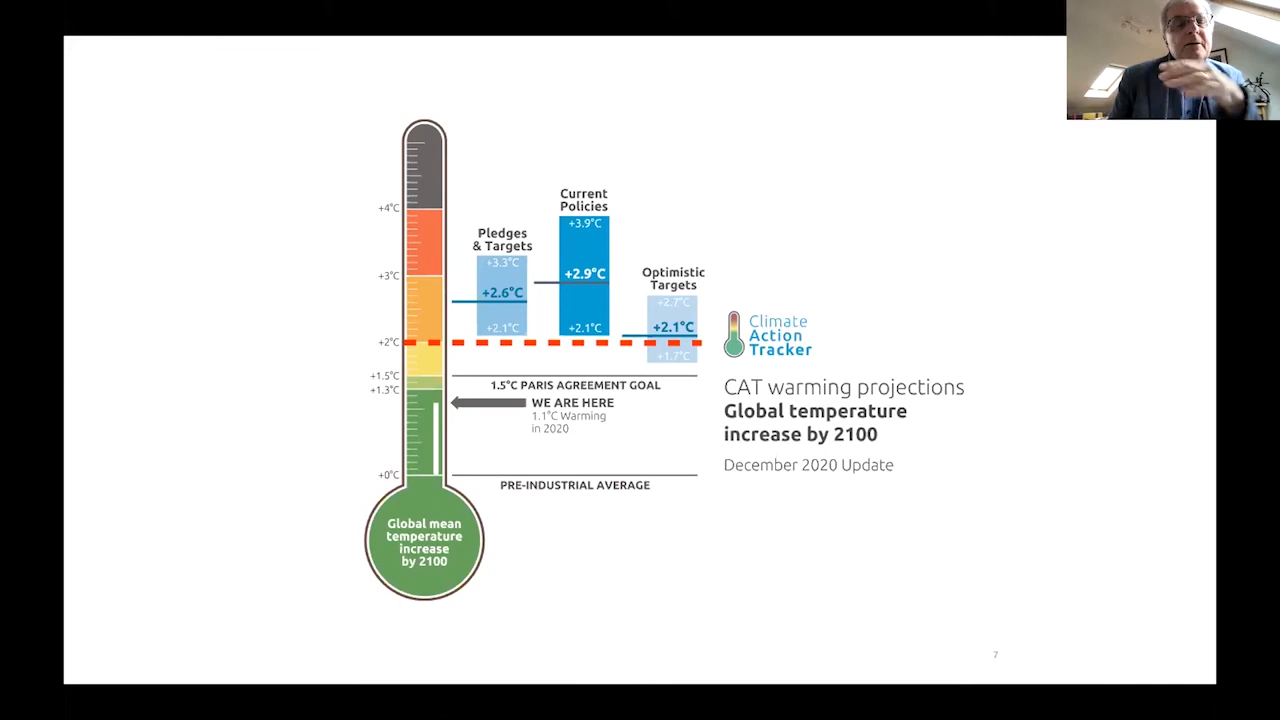 Current
Policies
+3.9°C
+2.9°C
+2.1°C
Pledges
& Targets
+3.3°C
+2.6°C
+2.1°C
Optimistic
Targets
+2.7°C
+2.1°C
+1.7°C
+4°C
+3°C
+2°C
+1.5°C
+1.3°C
+0°C
1.5°C PARIS AGREEMENT GOAL
WE ARE HERE
1.1°C Warming
in 2020
PRE-INDUSTRIAL AVERAGE
Global mean
temperature
increase
by 2100
Climate
Action
Tracker
CAT warming projections
Global temperature
increase by 2100
December 2020 Update
7